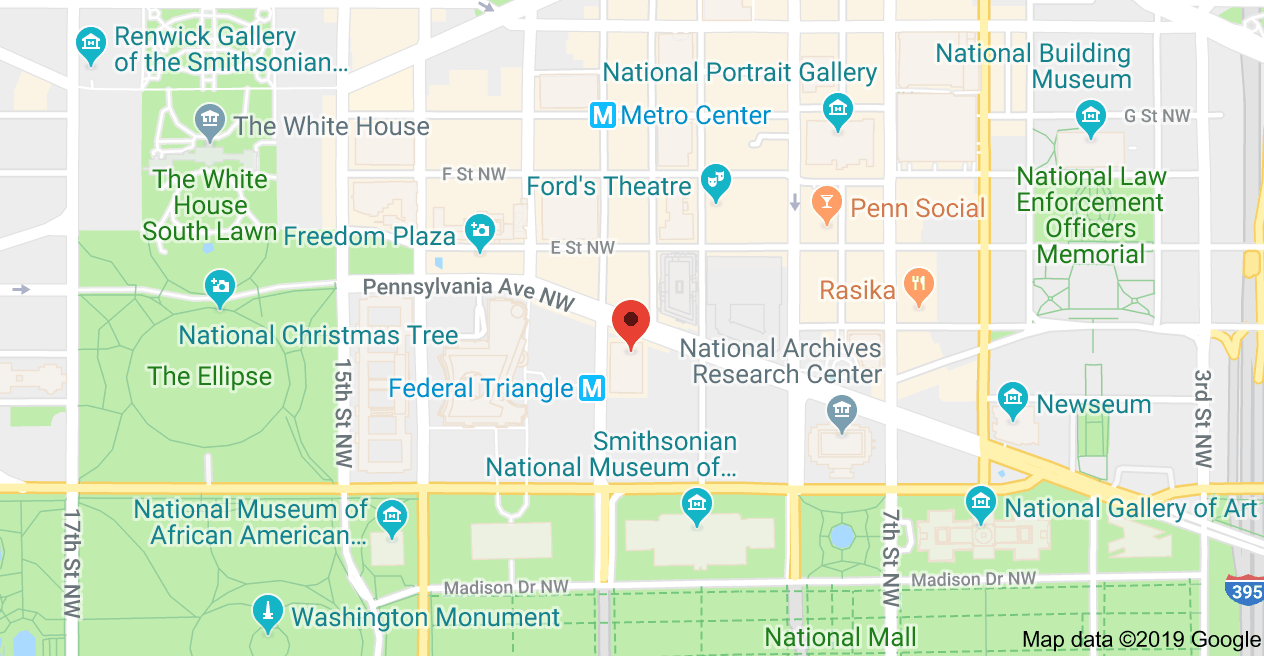 Renwick Gallery
of the Smithsonian...
National Building
Museum
National Portrait Gallery
M Metro Center
G St NW
The White House
F St NW
The White
House
South Lawn
Ford's Theatre
National Law
Enforcement
Officers
Memorial
Penn Social
Freedom Plaza
E St NW
Pennsylvania Ave NW
Rasika
National Christmas Tree
National Archives
Research Center
The Ellipse
15th St NW
Federal Triangle M
3rd St NW
Newseum
Smithsonian
National Museum of...
National Museum of
African American...
17th St NW
7th St NW
National Gallery of Art
Madison Dr NW
Madison Dr NW
395
Washington Monument
National Mall
Map data ©2019 Google